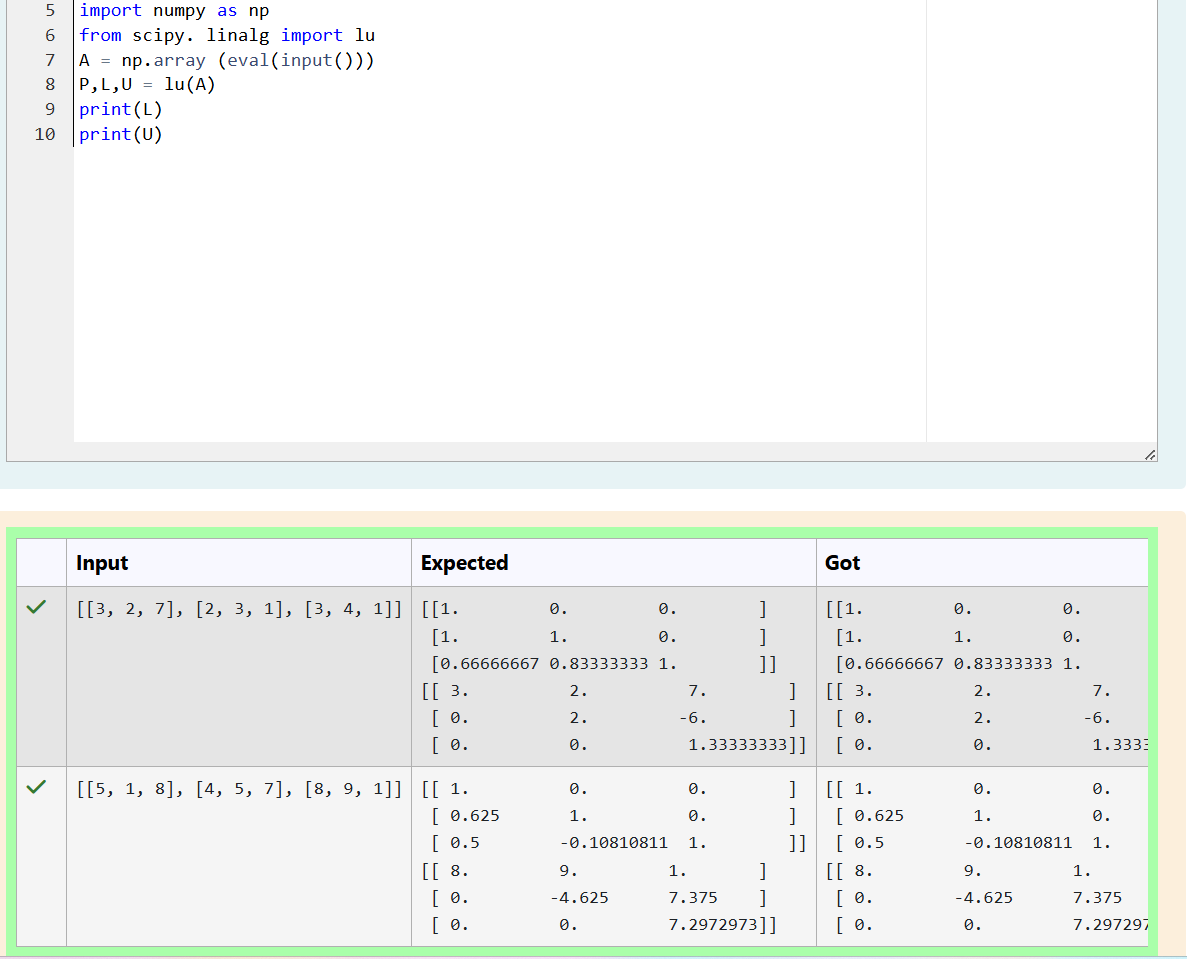 5 import numpy as np
6 from scipy. linalg import lu
7 A = np.array (eval(input()))
8 P,L,U = lu(A)
9 print(L)
10 print(U)
Input Expected Got
[[3, 2, 7], [2, 3, 1], [3, 4, 1]] [[1. 0. 0. ] [[1. 0. 0.
[1. 1. 0. ] [1. 1. 0.
[0.66666667 0.83333333 1. ]] [0.66666667 0.83333333 1.
[[ 3. 2. 7. ] [[ 3. 2. 7.
[ 0. 2. -6. ] [ 0. 2. -6.
[ 0. 0. 1.33333333]] [ 0. 0. 1.3333
[[5, 1, 8], [4, 5, 7], [8, 9, 1]] [[ 1. 0. 0. ] [[ 1. 0. 0.
[ 0.625 1. 0. ] [ 0.625 1. 0.
[ 0.5 -0.10810811 1. ]] [ 0.5 -0.10810811 1.
[[ 8. 9. 1. ] [[ 8. 9. 1.
[ 0. -4.625 7.375 ] [ 0. -4.625 7.375
[ 0. 0. 7.2972973]] [ 0. 0. 7.297297